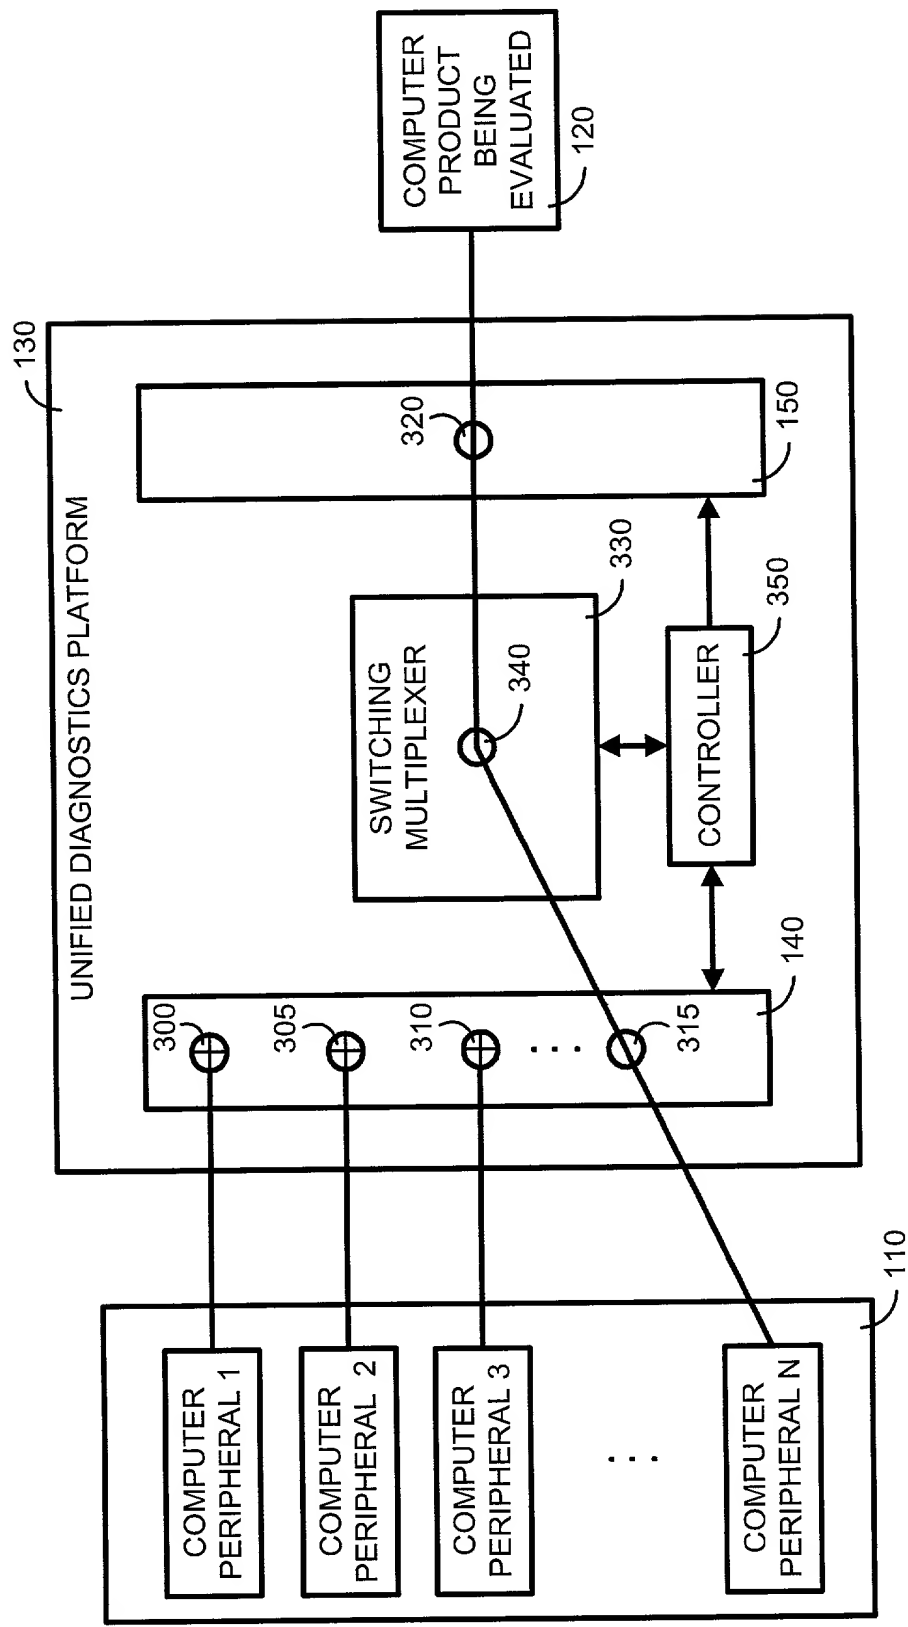 UNIFIED DIAGNOSTICS PLATFORM
130
COMPUTER
PERIPHERAL 1
300
COMPUTER
PERIPHERAL 2
305
COMPUTER
PERIPHERAL 3
310
. . .
. . .
315
COMPUTER
PERIPHERAL N
110
140
SWITCHING
MULTIPLEXER
340
330
CONTROLLER
350
320
150
COMPUTER
PRODUCT
BEING
EVALUATED
120